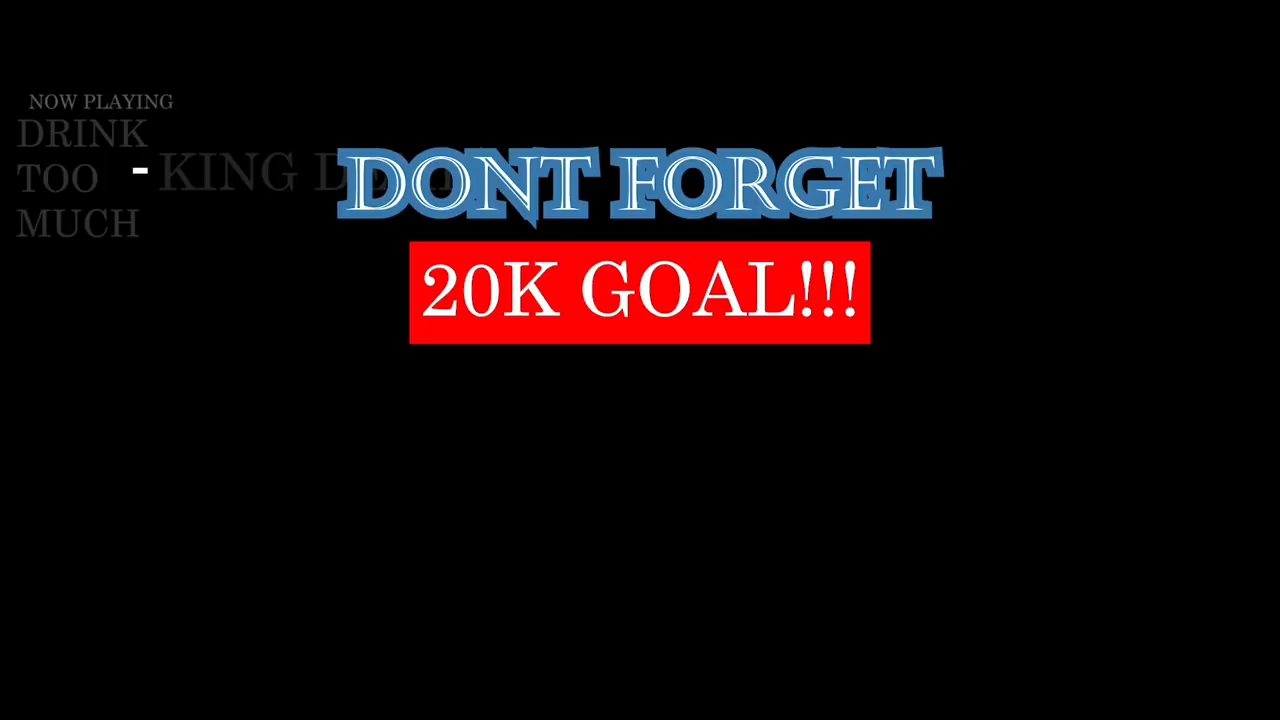 NOW PLAYING
DRINK
TOO
MUCH
- KING
DONT FORGET
20K GOAL!!!